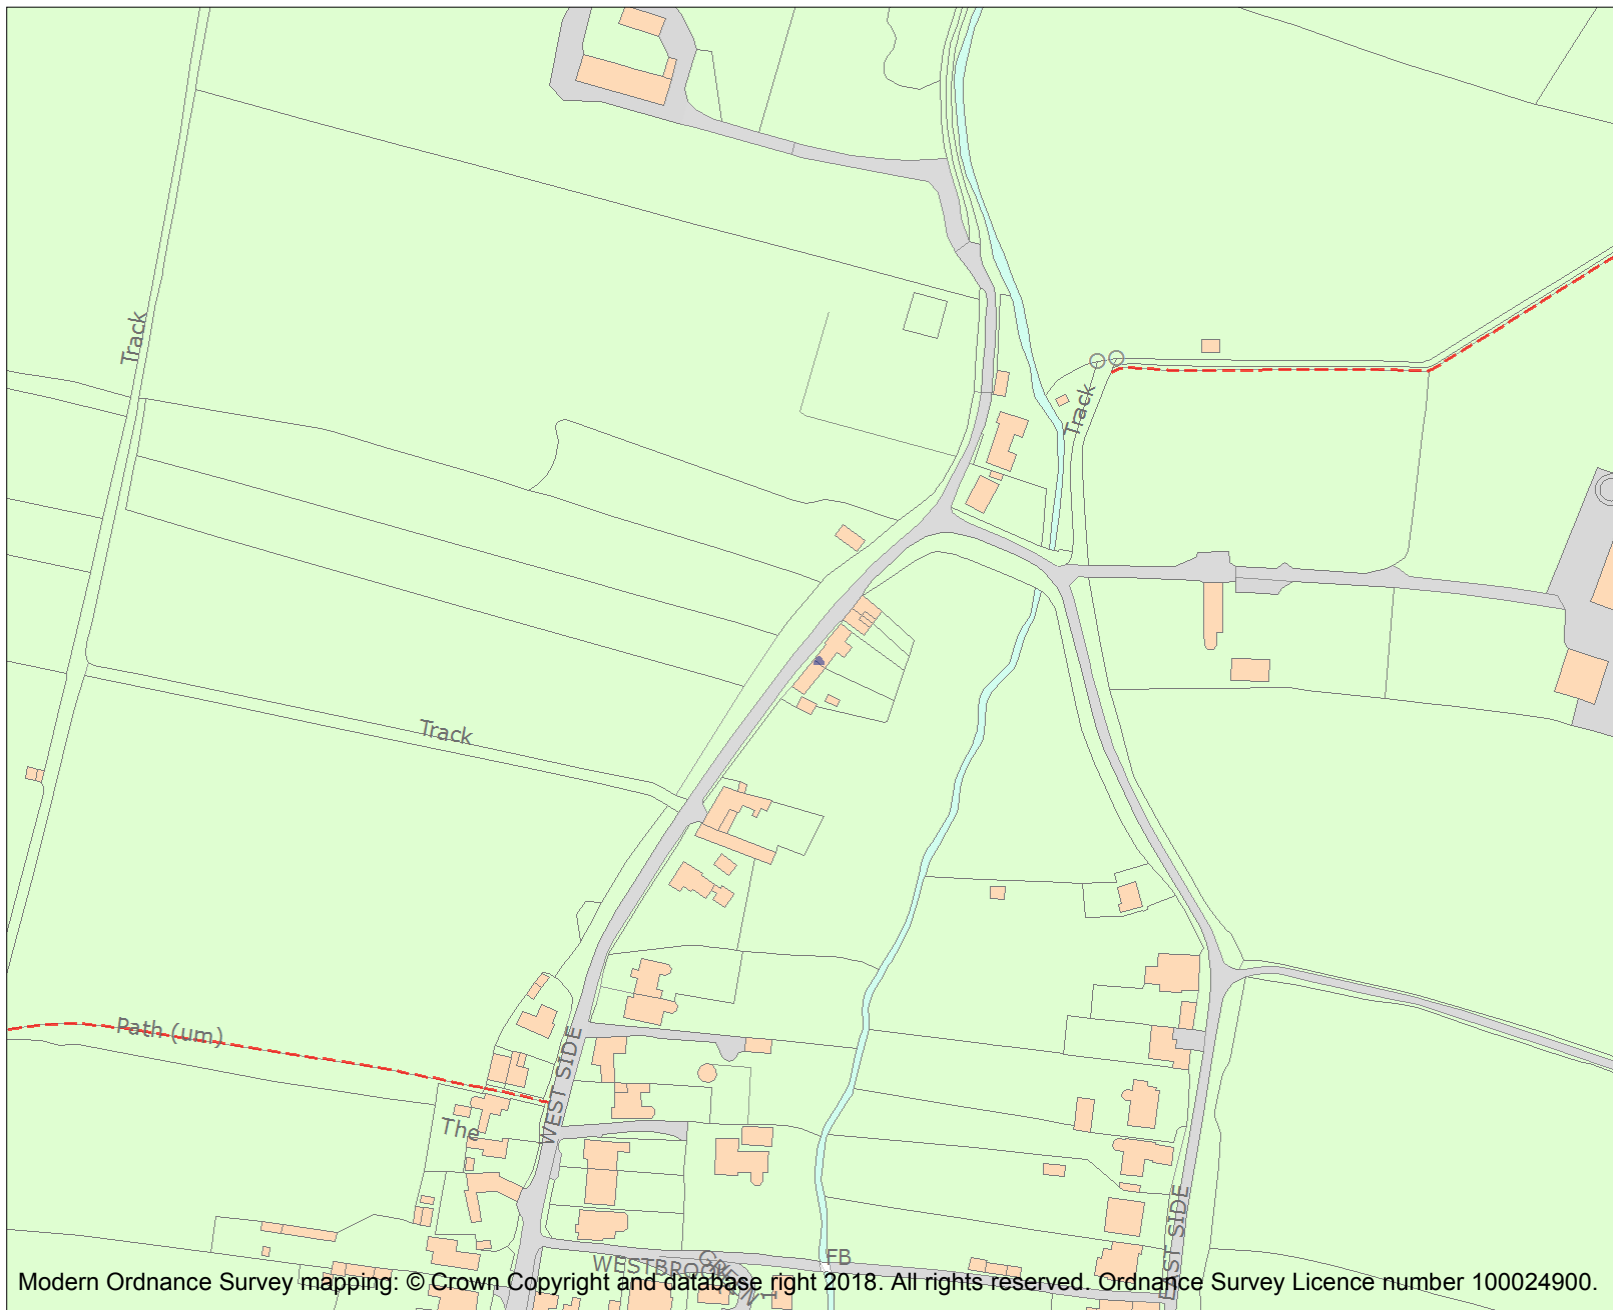 Track
Track
Track
Path (um)
WEST SIDE
The
EAST SIDE
FB
WESTBROOK
Modern Ordnance Survey mapping: © Crown Copyright and database right 2018. All rights reserved. Ordnance Survey Licence number 100024900.